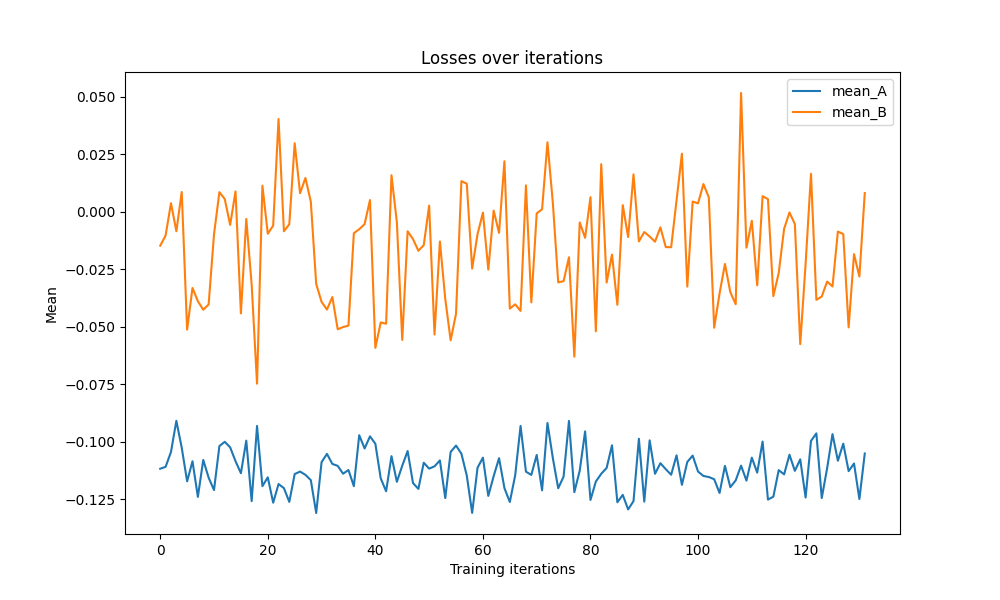 Losses over iterations
mean_A
mean_B
Mean
0.050
0.025
0.000
−0.025
−0.050
−0.075
−0.100
−0.125
0 20 40 60 80 100 120
Training iterations